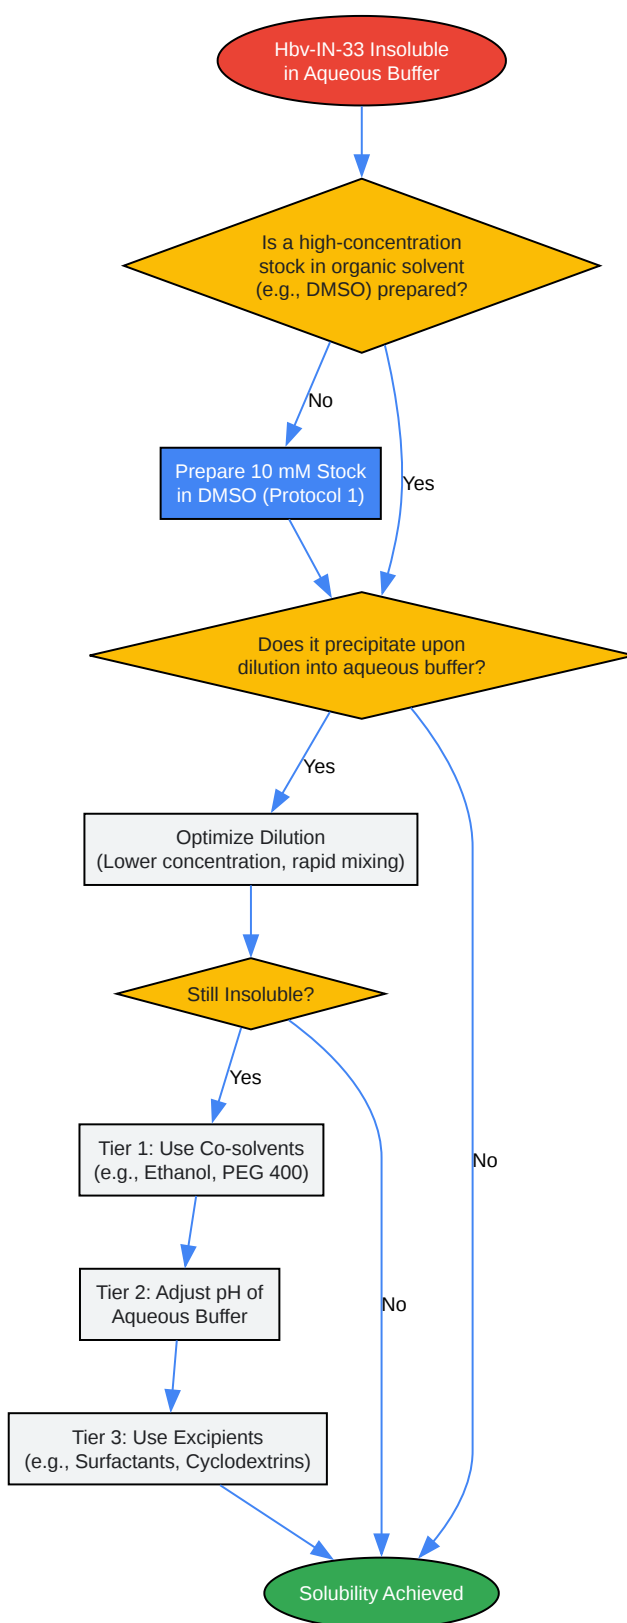 Hbv-IN-33 Insoluble
in Aqueous Buffer
Is a high-concentration
stock in organic solvent
(e.g., DMSO) prepared?
No
Prepare 10 mM Stock
in DMSO (Protocol 1)
Yes
Does it precipitate upon
dilution into aqueous buffer?
Yes
Optimize Dilution
(Lower concentration, rapid mixing)
Still Insoluble?
Yes
Tier 1: Use Co-solvents
(e.g., Ethanol, PEG 400)
No
Tier 2: Adjust pH of
Aqueous Buffer
No
Tier 3: Use Excipients
(e.g., Surfactants, Cyclodextrins)
Solubility Achieved